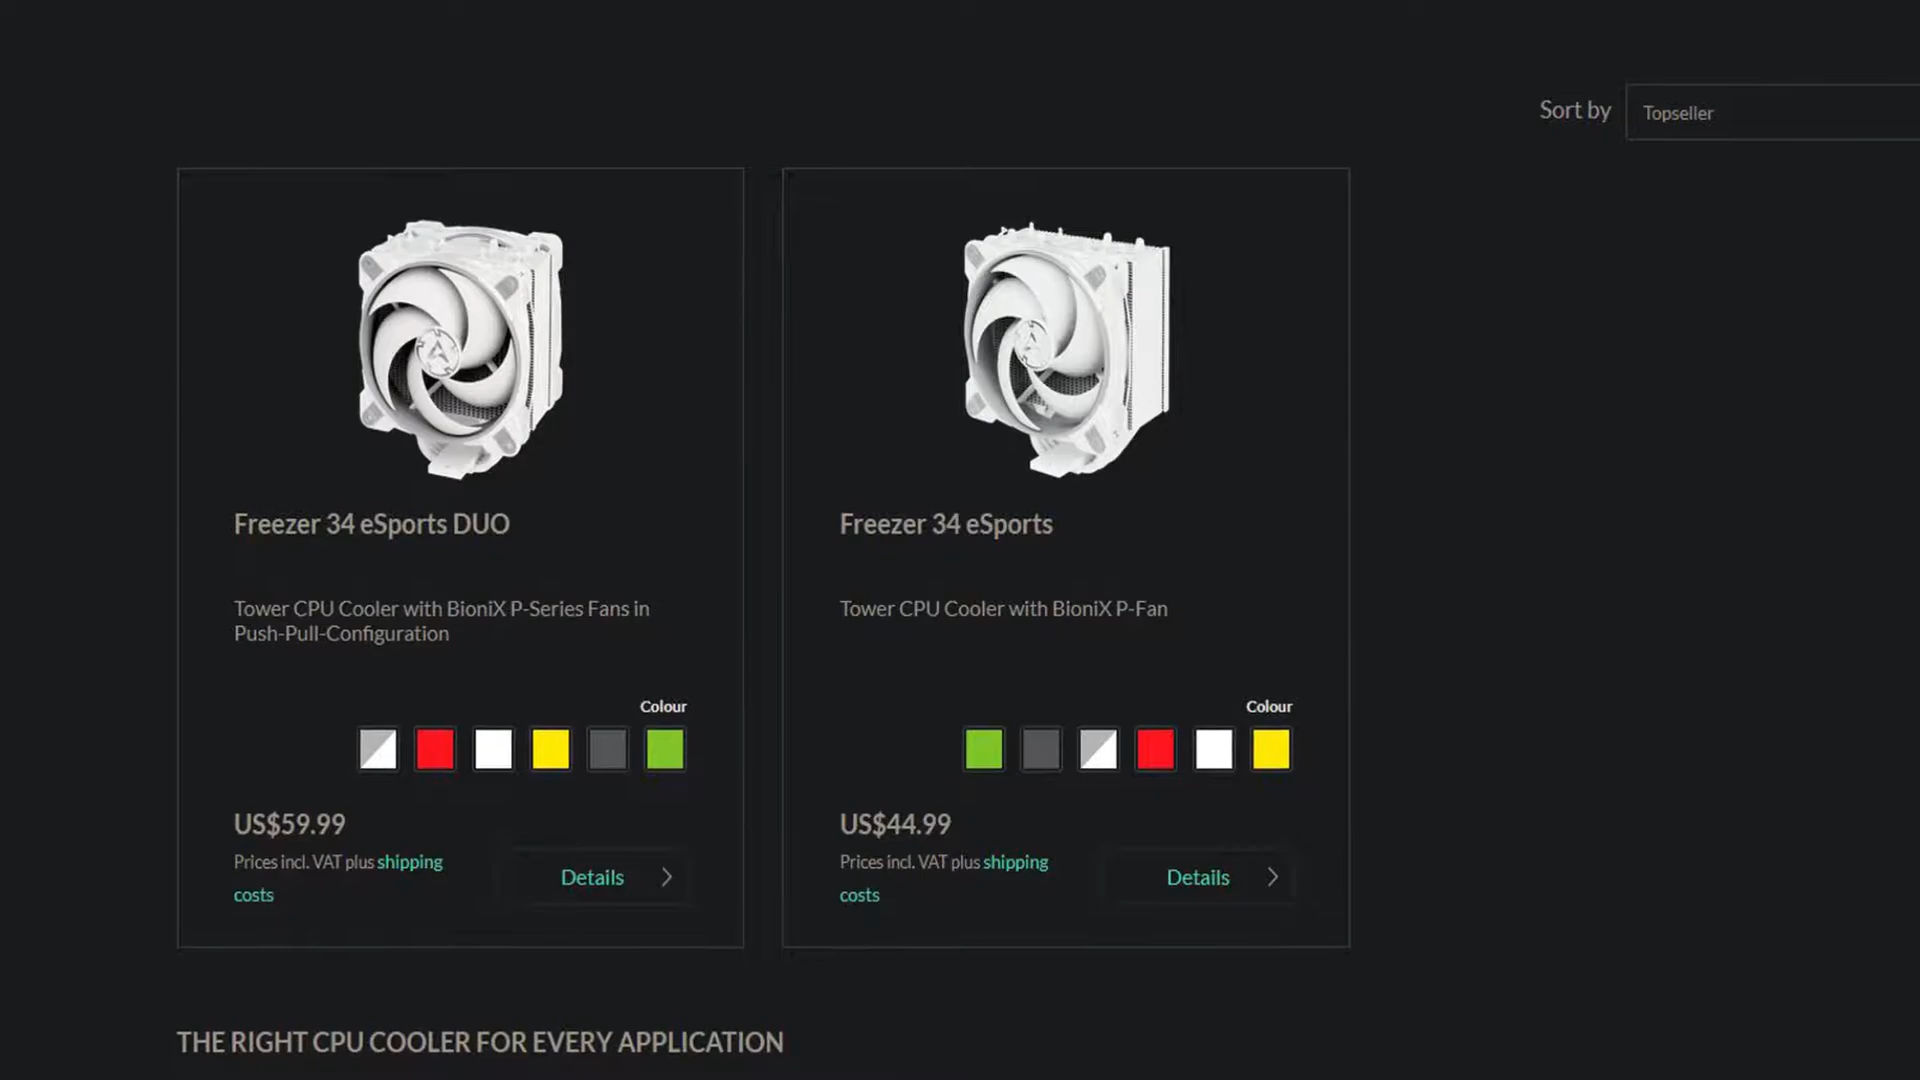 Sort by
Topseller
Freezer 34 eSports DUO
Tower CPU Cooler with BioniX P-Series Fans in
Push-Pull-Configuration
Colour
US$59.99
Prices incl. VAT plus shipping
costs
Details
Freezer 34 eSports
Tower CPU Cooler with BioniX P-Fan
Colour
US$44.99
Prices incl. VAT plus shipping
costs
Details
THE RIGHT CPU COOLER FOR EVERY APPLICATION